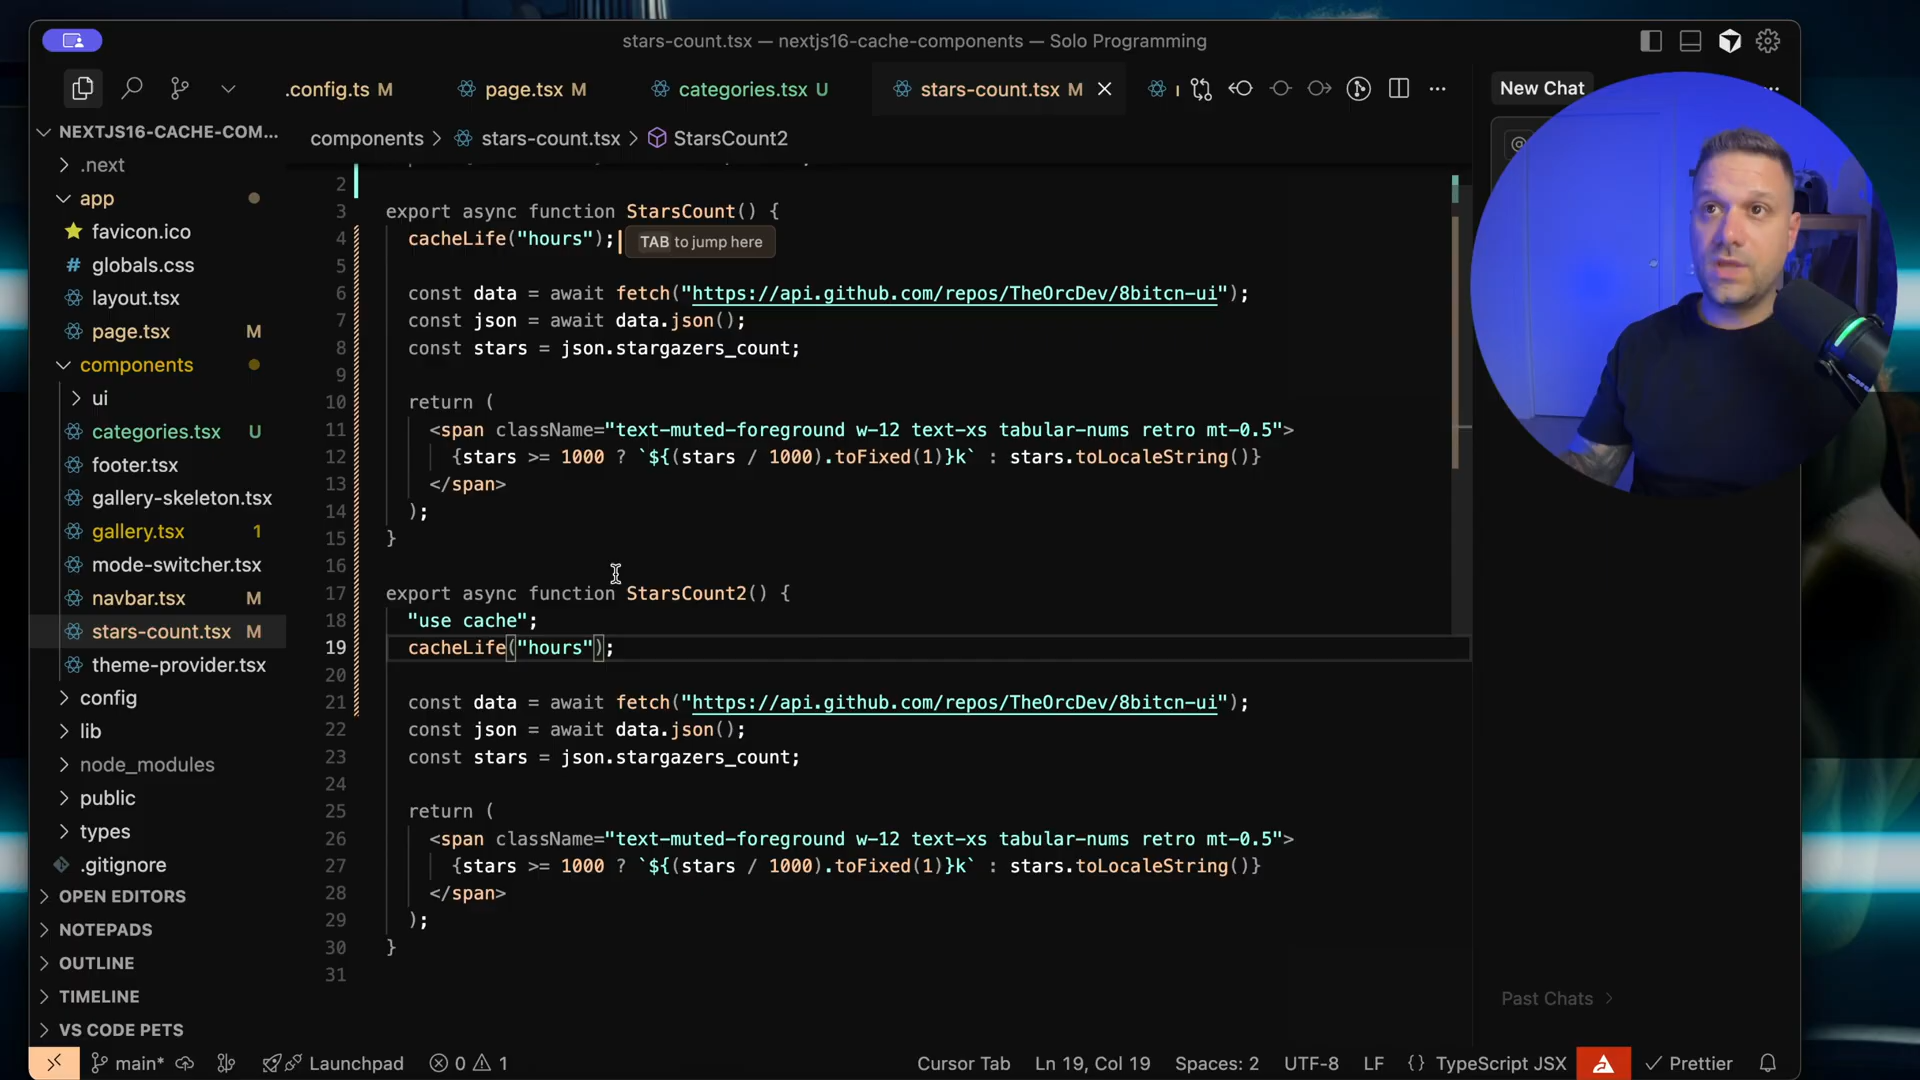 stars-count.tsx — nextjs16-cache-components — Solo Programming
.config.ts M
page.tsx M
categories.tsx U
stars-count.tsx M
New Chat
NEXTJS16-CACHE-COM...
components > stars-count.tsx > StarsCount2
.next
app
favicon.ico
globals.css
layout.tsx
page.tsx M
components
ui
categories.tsx U
footer.tsx
gallery-skeleton.tsx
gallery.tsx 1
mode-switcher.tsx
navbar.tsx M
stars-count.tsx M
theme-provider.tsx
config
lib
node_modules
public
types
.gitignore
OPEN EDITORS
NOTEPADS
OUTLINE
TIMELINE
VS CODE PETS
2
3 export async function StarsCount() {
4 cacheLife("hours"); TAB to jump here
5
6 const data = await fetch("https://api.github.com/repos/TheOrcDev/8bitcn-ui");
7 const json = await data.json();
8 const stars = json.stargazers_count;
9
10 return (
11 <span className="text-muted-foreground w-12 text-xs tabular-nums retro mt-0.5">
12 {stars >= 1000 ? `${(stars / 1000).toFixed(1)}k` : stars.toLocaleString()}
13 </span>
14 );
15 }
16
17 export async function StarsCount2() {
18 "use cache";
19 cacheLife("hours");
20
21 const data = await fetch("https://api.github.com/repos/TheOrcDev/8bitcn-ui");
22 const json = await data.json();
23 const stars = json.stargazers_count;
24
25 return (
26 <span className="text-muted-foreground w-12 text-xs tabular-nums retro mt-0.5">
27 {stars >= 1000 ? `${(stars / 1000).toFixed(1)}k` : stars.toLocaleString()}
28 </span>
29 );
30 }
31
Past Chats >
main* Launchpad 0 1 Cursor Tab Ln 19, Col 19 Spaces: 2 UTF-8 LF {} TypeScript JSX Prettier